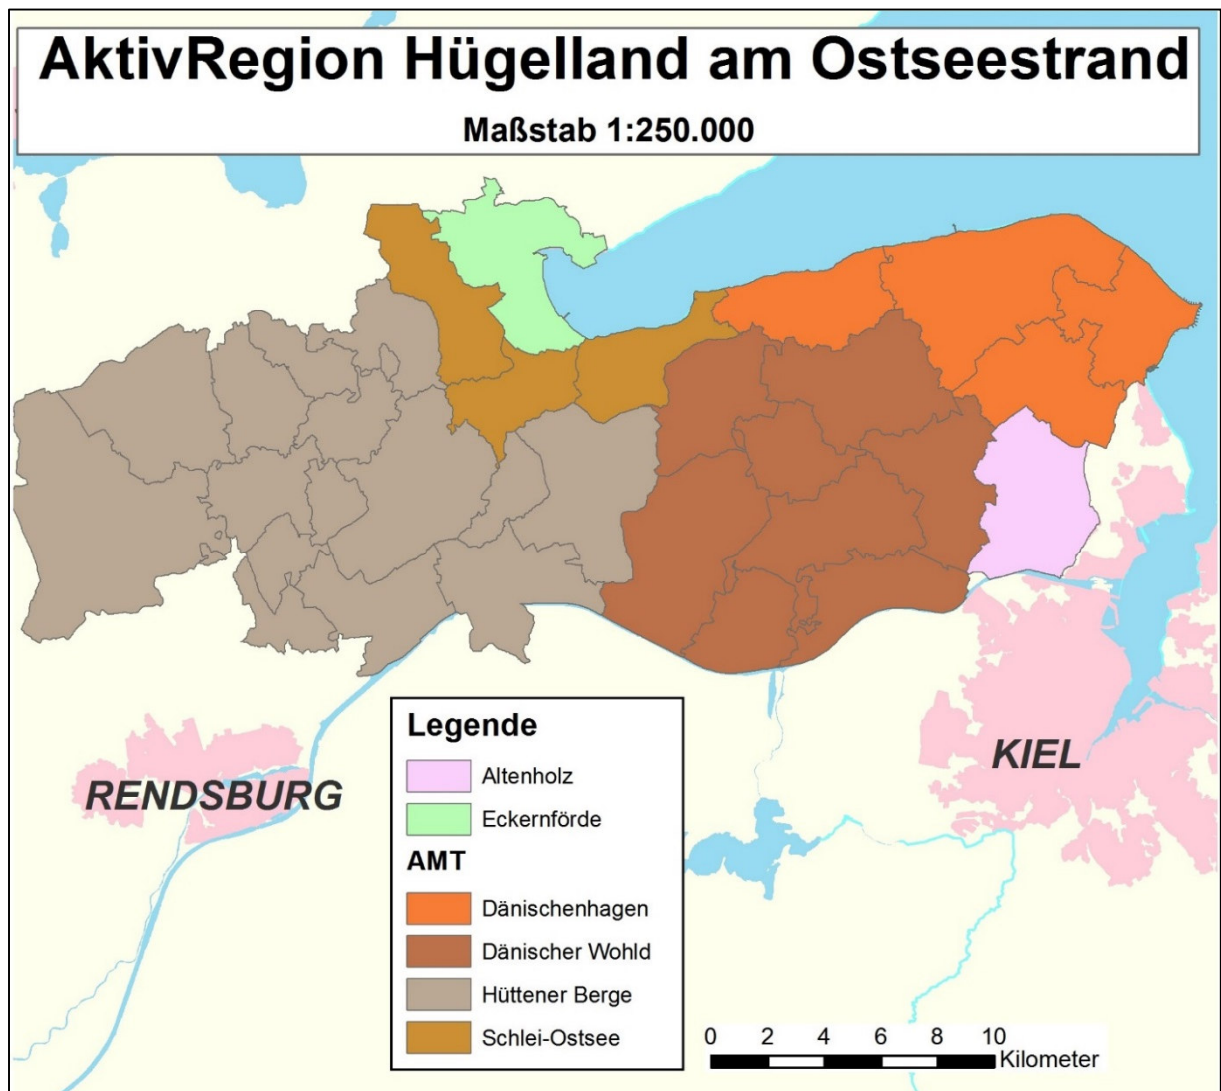 AktivRegion Hügelland am Ostseestrand
Maßstab 1:250.000
RENDSBURG
KIEL
Legende
Altenholz
Eckernförde
AMT
Dänischenhagen
Dänischer Wohld
Hüttener Berge
Schlei-Ostsee
0 2 4 6 8 10
Kilometer